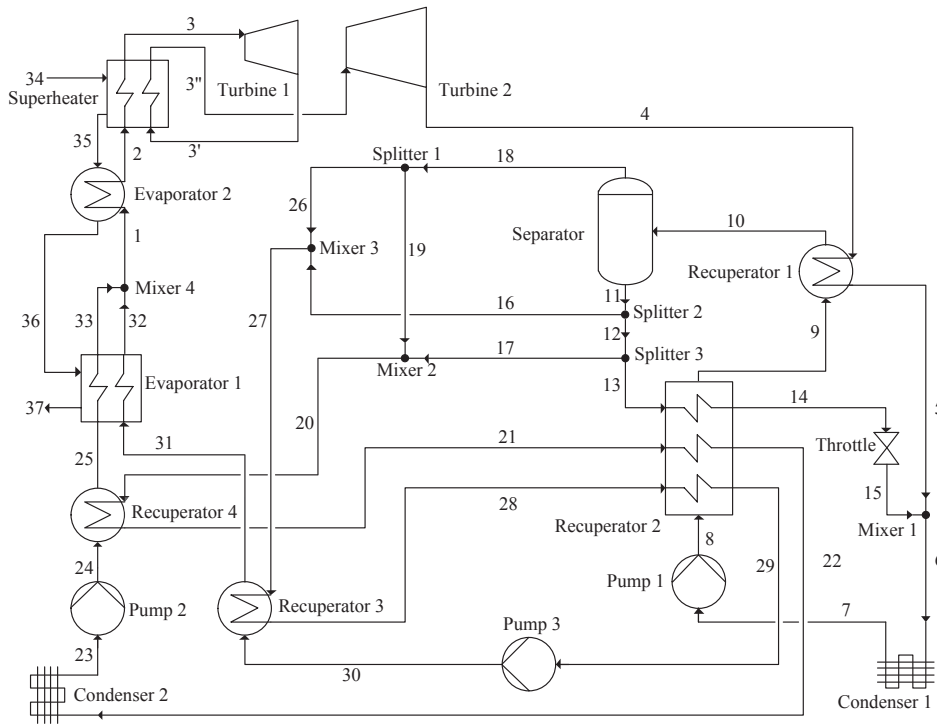 3
34
Superheater
3"
Turbine 1
Turbine 2
4
35
2
3'
Splitter 1
18
Evaporator 2
26
Separator
10
1
Mixer 3
19
Recuperator 1
Mixer 4
11
36
33
32
27
16
Splitter 2
9
12
17
Splitter 3
Evaporator 1
Mixer 2
37
13
14
20
31
21
Throttle
25
28
15
Recuperator 4
Recuperator 2
Mixer 1
24
8
29
22
Pump 1
Pump 2
Recuperator 3
7
23
Pump 3
30
Condenser 2
Condenser 1